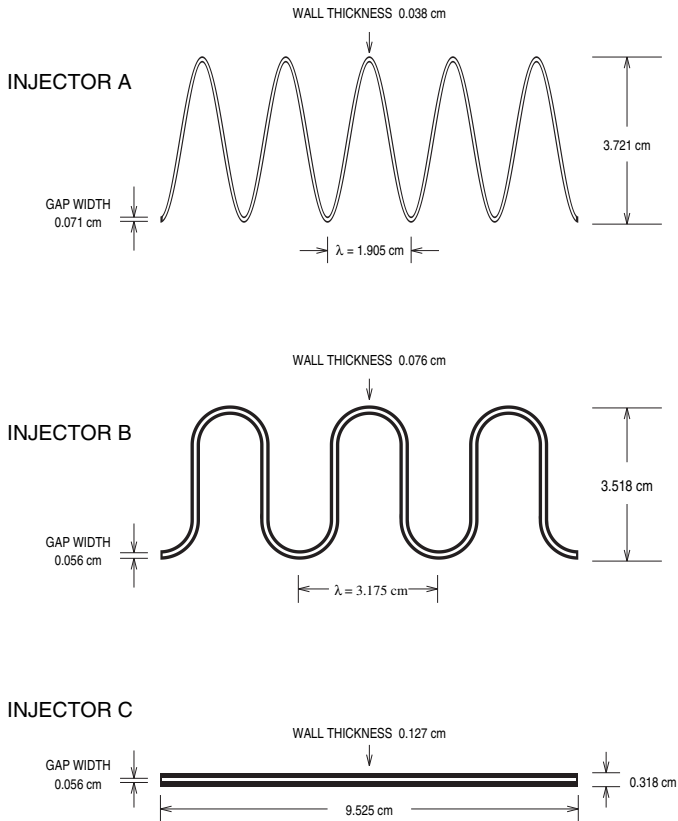 WALL THICKNESS 0.038 cm
INJECTOR A
3.721 cm
GAP WIDTH
0.071 cm
λ = 1.905 cm
WALL THICKNESS 0.076 cm
INJECTOR B
3.518 cm
GAP WIDTH
0.056 cm
λ = 3.175 cm
INJECTOR C
WALL THICKNESS 0.127 cm
GAP WIDTH
0.056 cm
0.318 cm
9.525 cm